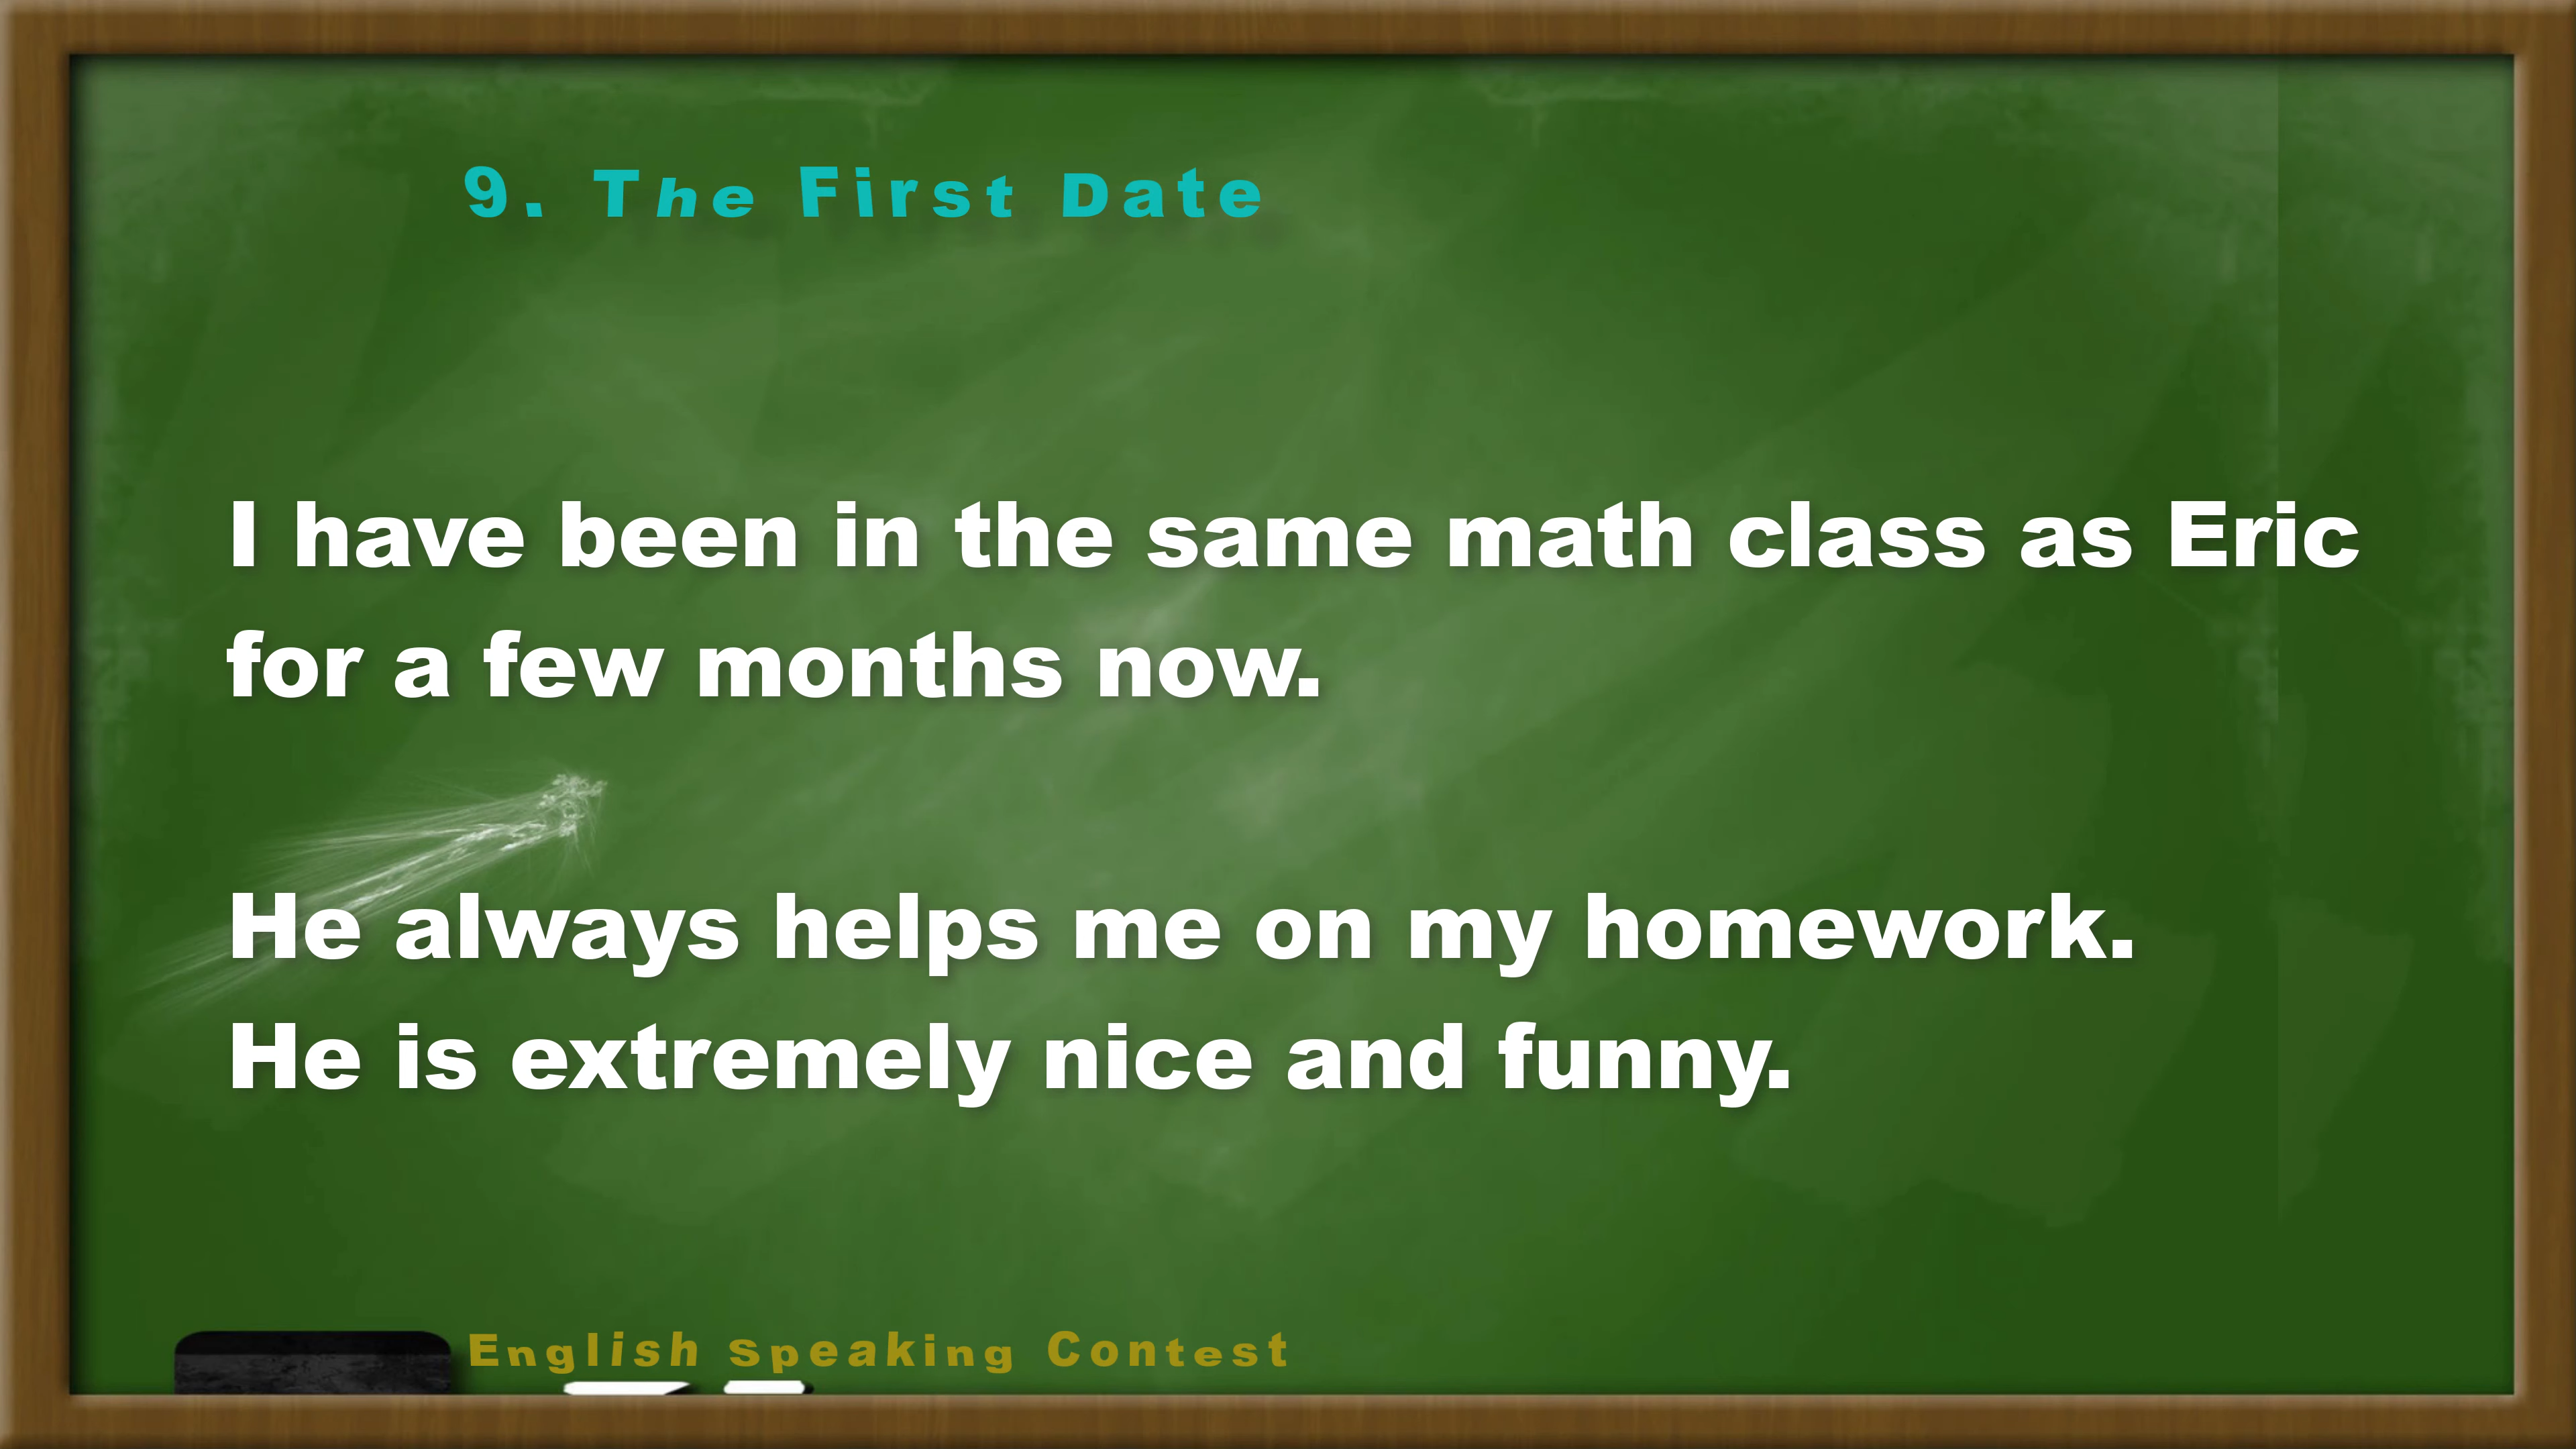 9. The First Date
I have been in the same math class as Eric
for a few months now.
He always helps me on my homework.
He is extremely nice and funny.
English Speaking Contest